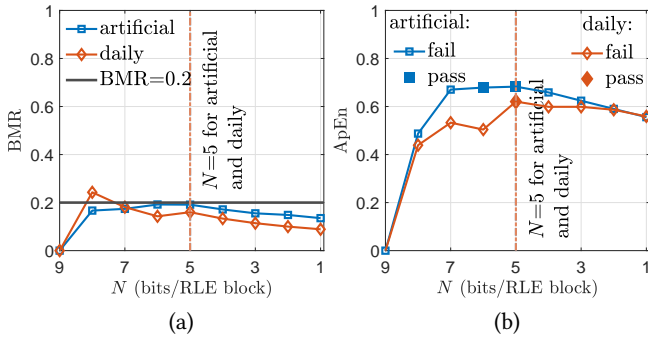 1
0.8
0.6
0.4
0.2
0
BMR
artificial
daily
BMR=0.2
N=5 for artificial
and daily
9 7 5 3 1
N (bits/RLE block)
(a)
1
0.8
0.6
0.4
0.2
0
ApEn
artificial:
fail
pass
daily:
fail
pass
N=5 for artificial
and daily
9 7 5 3 1
N (bits/RLE block)
(b)